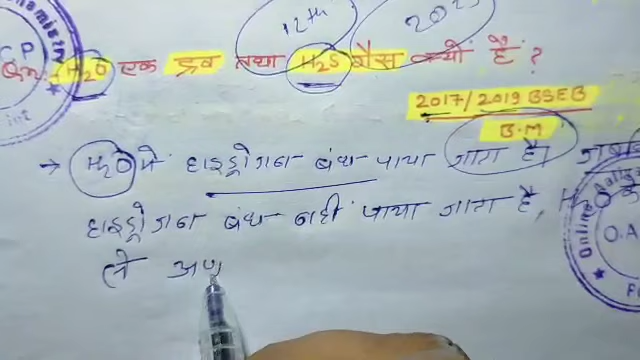 12th
2023
Qn:- H₂O एक द्रव तथा H₂S गैस क्यों है?
2017/2019 BSEB
B.M
→ H₂O में हाइड्रोजन बंध पाया जाता है। जबकि
हाइड्रोजन बंध नहीं पाया जाता है, H₂O के
ले अण